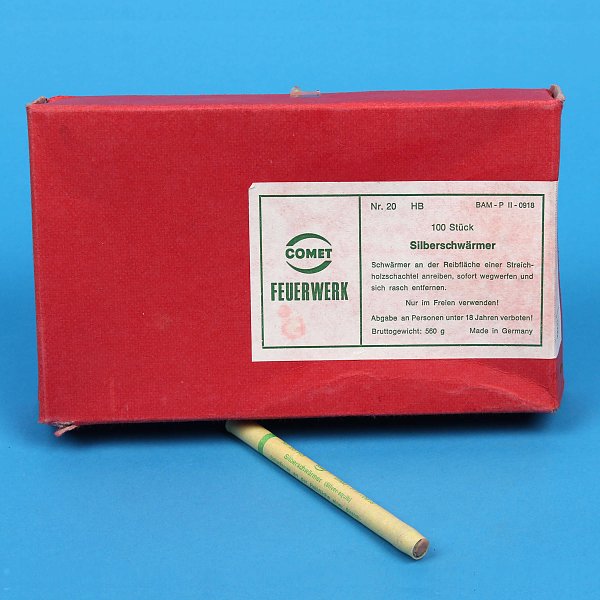 COMET
FEUERWERK
Nr. 20 HB BAM - P II - 0918
100 Stück
Silberschwärmer
Schwärmer an der Reibfläche einer Streich-
holzschachtel anreiben, sofort wegwerfen und
sich rasch entfernen.
Nur im Freien verwenden!
Abgabe an Personen unter 18 Jahren verboten!
Bruttogewicht: 560 g Made in Germany
Silberschwärmer